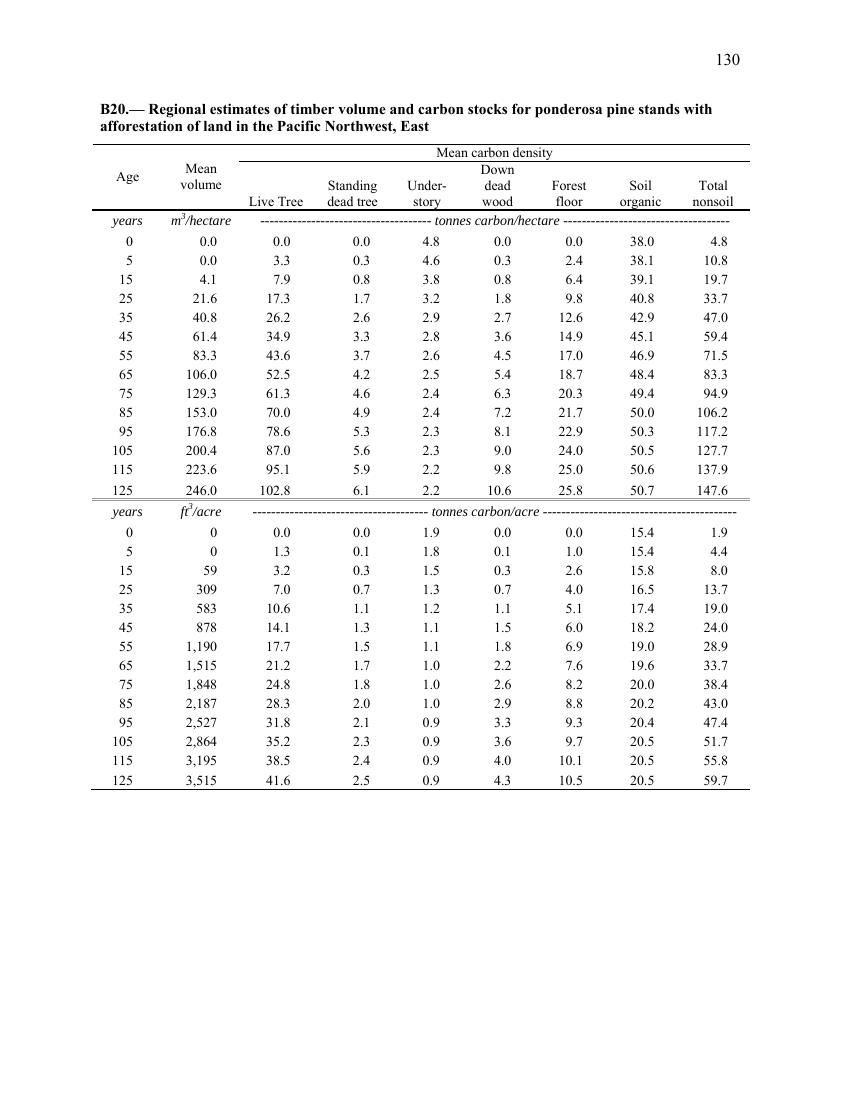 130
B20.— Regional estimates of timber volume and carbon stocks for ponderosa pine stands with
afforestation of land in the Pacific Northwest, East
Age Mean volume Mean carbon density
Live Tree Standing dead tree Under-story Down dead wood Forest floor Soil organic Total nonsoil
years m³/hectare ------------------------------------- tonnes carbon/hectare ------------------------------------
0 0.0 0.0 0.0 4.8 0.0 0.0 38.0 4.8
5 0.0 3.3 0.3 4.6 0.3 2.4 38.1 10.8
15 4.1 7.9 0.8 3.8 0.8 6.4 39.1 19.7
25 21.6 17.3 1.7 3.2 1.8 9.8 40.8 33.7
35 40.8 26.2 2.6 2.9 2.7 12.6 42.9 47.0
45 61.4 34.9 3.3 2.8 3.6 14.9 45.1 59.4
55 83.3 43.6 3.7 2.6 4.5 17.0 46.9 71.5
65 106.0 52.5 4.2 2.5 5.4 18.7 48.4 83.3
75 129.3 61.3 4.6 2.4 6.3 20.3 49.4 94.9
85 153.0 70.0 4.9 2.4 7.2 21.7 50.0 106.2
95 176.8 78.6 5.3 2.3 8.1 22.9 50.3 117.2
105 200.4 87.0 5.6 2.3 9.0 24.0 50.5 127.7
115 223.6 95.1 5.9 2.2 9.8 25.0 50.6 137.9
125 246.0 102.8 6.1 2.2 10.6 25.8 50.7 147.6
years ft³/acre -------------------------------------- tonnes carbon/acre ------------------------------------------
0 0 0.0 0.0 1.9 0.0 0.0 15.4 1.9
5 0 1.3 0.1 1.8 0.1 1.0 15.4 4.4
15 59 3.2 0.3 1.5 0.3 2.6 15.8 8.0
25 309 7.0 0.7 1.3 0.7 4.0 16.5 13.7
35 583 10.6 1.1 1.2 1.1 5.1 17.4 19.0
45 878 14.1 1.3 1.1 1.5 6.0 18.2 24.0
55 1,190 17.7 1.5 1.1 1.8 6.9 19.0 28.9
65 1,515 21.2 1.7 1.0 2.2 7.6 19.6 33.7
75 1,848 24.8 1.8 1.0 2.6 8.2 20.0 38.4
85 2,187 28.3 2.0 1.0 2.9 8.8 20.2 43.0
95 2,527 31.8 2.1 0.9 3.3 9.3 20.4 47.4
105 2,864 35.2 2.3 0.9 3.6 9.7 20.5 51.7
115 3,195 38.5 2.4 0.9 4.0 10.1 20.5 55.8
125 3,515 41.6 2.5 0.9 4.3 10.5 20.5 59.7